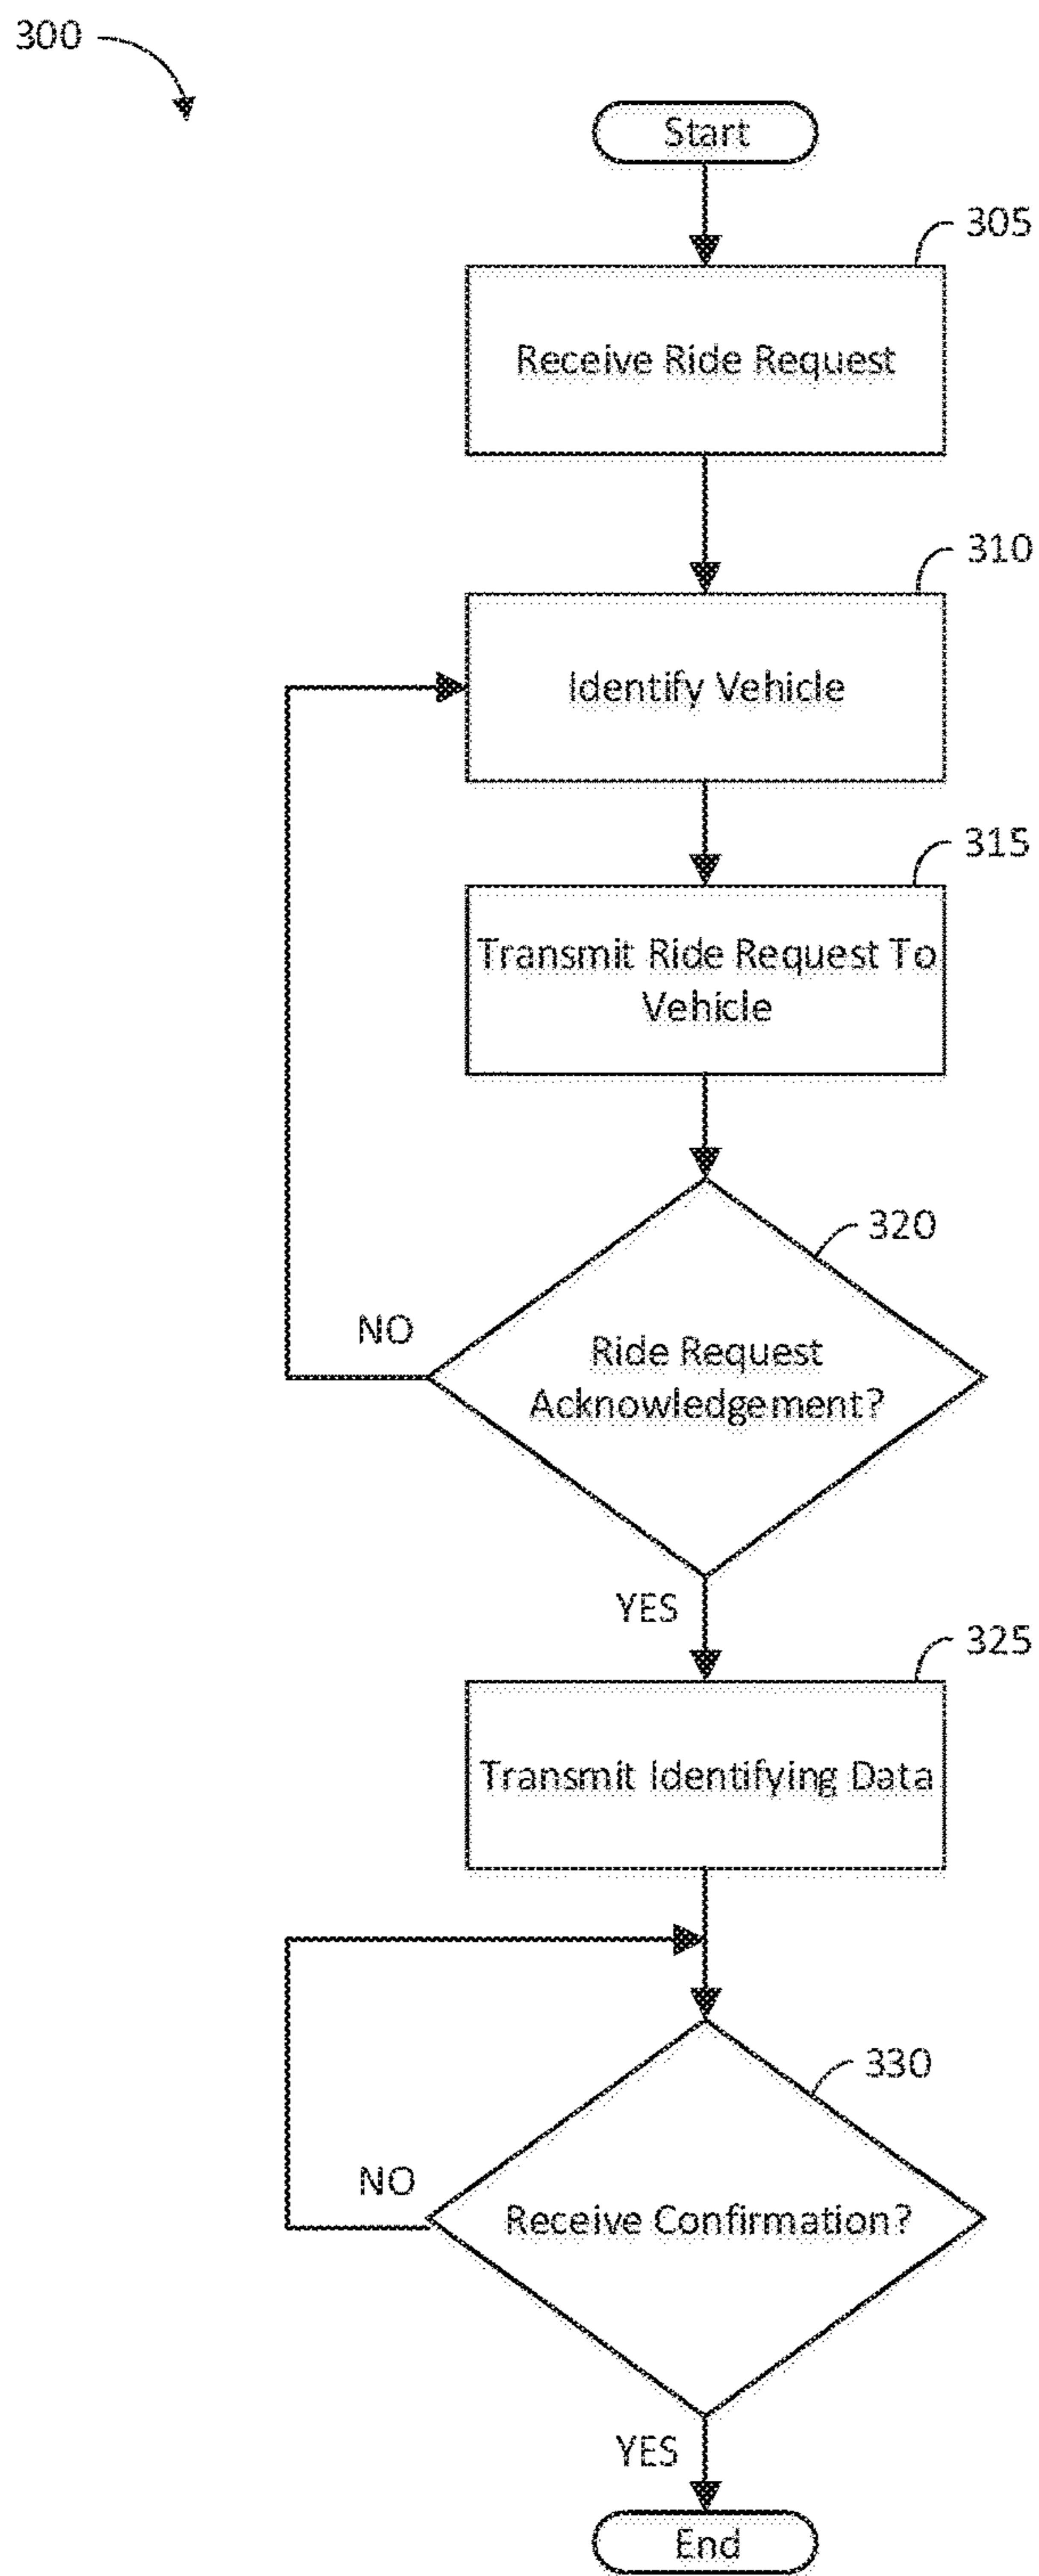 300
Start
305
Receive Ride Request
310
Identify Vehicle
315
Transmit Ride Request To
Vehicle
320
NO
Ride Request
Acknowledgement?
YES
325
Transmit Identifying Data
330
NO
Receive Confirmation?
YES
End